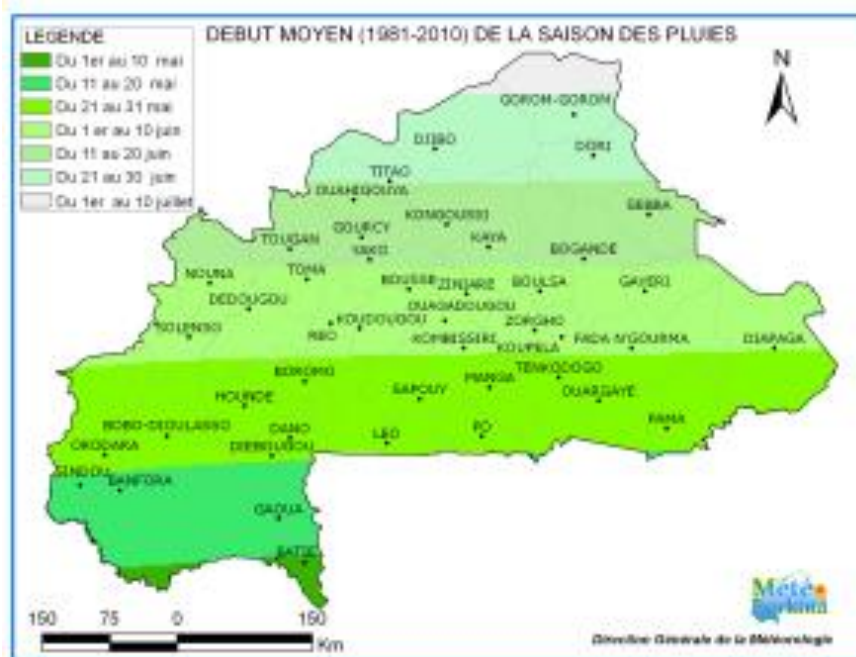 DEBUT MOYEN (1981-2010) DE LA SAISON DES PLUIES
LEGENDE
Du 1er au 10 mai
Du 11 au 20 mai
Du 21 au 31 mai
Du 1 er au 10 juin
Du 11 au 20 juin
Du 21 au 30 juin
Du 1er au 10 juillet
N
GOROM-GOROM
DJIBO
DORI
TITAO
OUAHIGOUYA
SEBBA
KONGOUSSI
GOURCY
TOUGAN
KAYA
YAKO
BOGANDE
NOUNA
TOMA
BOUSSE
ZINIARE
BOULSA
GAYERI
DEDOUGOU
OUAGADOUGOU
SOLENSO
KOUDOUGOU
REO
ZORGHO
KOMBISSIRI
KOUPELA
FADA N'GOURMA
DIAPAGA
BOROMO
TENKODOGO
MANGA
SAPOUY
OUARGAYE
HOUNDE
PAMA
BOBO-DIOULASSO
DANO
LEO
PO
ORODARA
DIEBOUGOU
SINDOU
BANFORA
GAOUA
BATIE
150 75 0 150
Km
Météo
Burkina
Direction Générale de la Météorologie